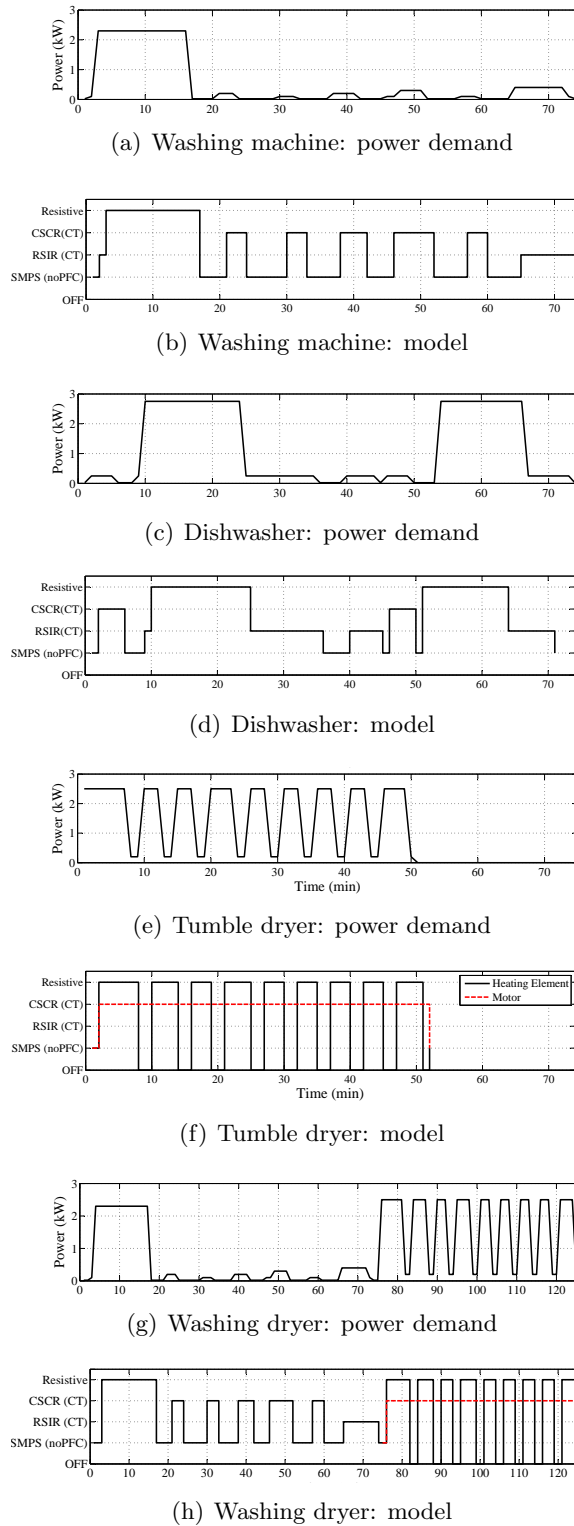 Power (kW)
3
2
1
0
0 10 20 30 40 50 60 70
(a) Washing machine: power demand
Resistive
CSCR(CT)
RSIR (CT)
SMPS (noPFC)
OFF
0 10 20 30 40 50 60 70
(b) Washing machine: model
Power (kW)
3
2
1
0
0 10 20 30 40 50 60 70
(c) Dishwasher: power demand
Resistive
CSCR(CT)
RSIR(CT)
SMPS (noPFC)
OFF
0 10 20 30 40 50 60 70
(d) Dishwasher: model
Power (kW)
3
2
1
0
0 10 20 30 40 50 60 70
Time (min)
(e) Tumble dryer: power demand
Resistive
CSCR (CT)
RSIR (CT)
SMPS (noPFC)
OFF
Heating Element
Motor
0 10 20 30 40 50 60 70
Time (min)
(f) Tumble dryer: model
Power (kW)
3
2
1
0
0 10 20 30 40 50 60 70 80 90 100 110 120
(g) Washing dryer: power demand
Resistive
CSCR (CT)
RSIR (CT)
SMPS (noPFC)
OFF
0 10 20 30 40 50 60 70 80 90 100 110 120
(h) Washing dryer: model